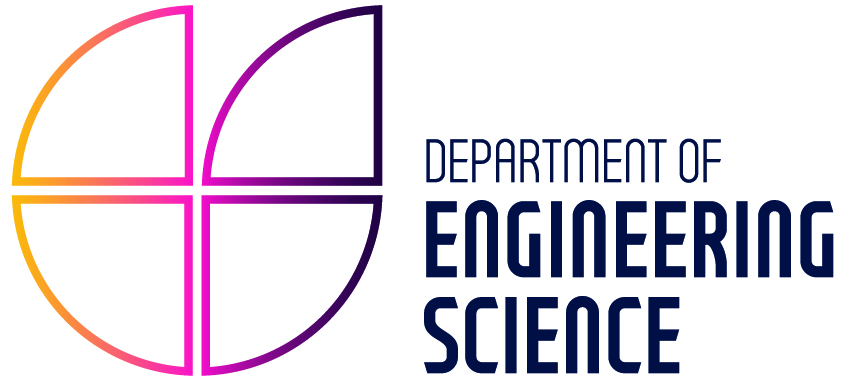 DEPARTMENT OF
ENGINEERING
SCIENCE